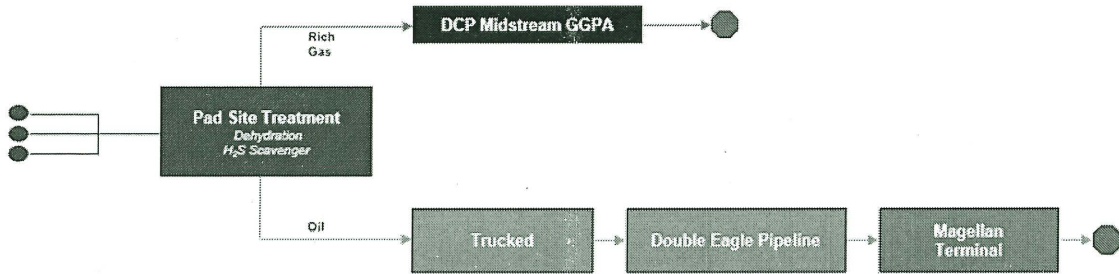 DCP Midstream GGPA
Rich
Gas
Pad Site Treatment
Dehydration
H₂S Scavenger
Oil
Trucked
Double Eagle Pipeline
Magellan
Terminal